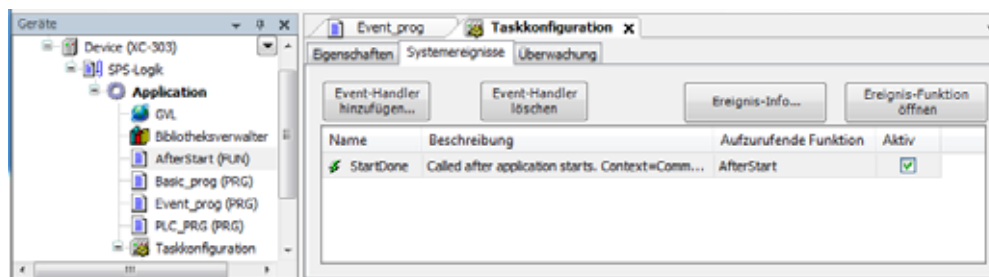 Geräte
Device (XC-303)
SPS-Logik
Application
GVL
Bibliotheksverwalter
AfterStart (FUN)
Basic_prog (PRG)
Event_prog (PRG)
PLC_PRG (PRG)
Taskkonfiguration
Event_prog
Taskkonfiguration
Eigenschaften Systemereignisse Überwachung
Event-Handler hinzufügen...
Event-Handler löschen
Ereignis-Info...
Ereignis-Funktion öffnen
Name Beschreibung Aufzurufende Funktion Aktiv
StartDone Called after application starts. Context=Comm... AfterStart